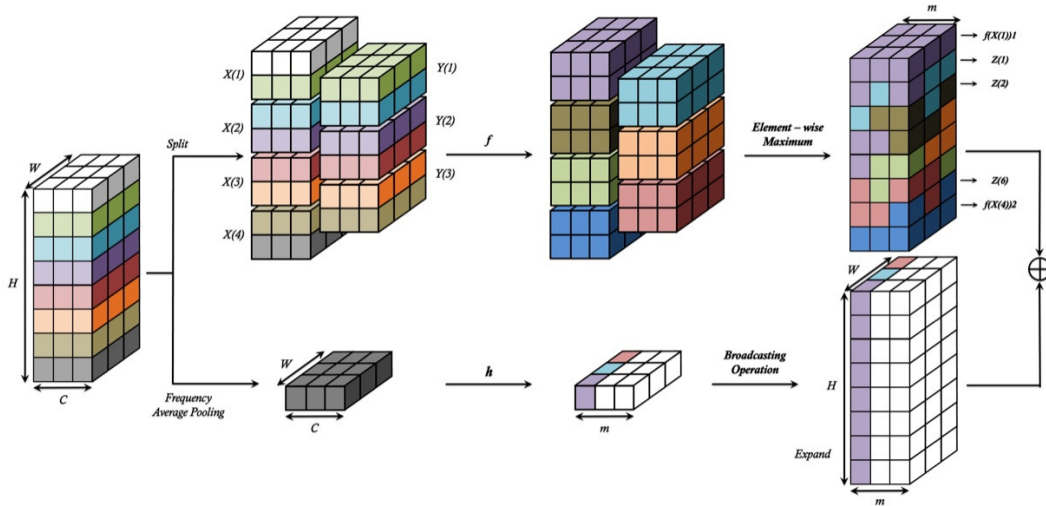 m
f(X(1))1
Z(1)
Z(2)
Z(6)
f(X(4))2
X(1)
X(2)
X(3)
X(4)
Y(1)
Y(2)
Y(3)
Split
f
Element – wise
Maximum
W
H
C
Frequency
Average Pooling
W
C
h
m
Broadcasting
Operation
W
H
Expand
m